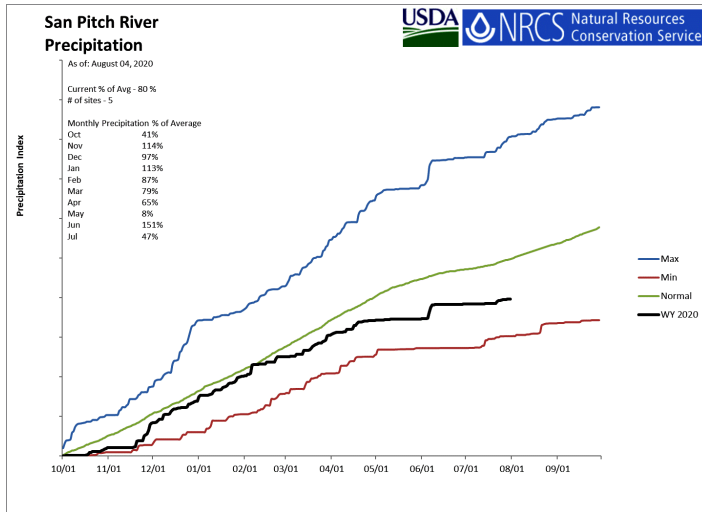 San Pitch River
Precipitation
USDA
NRCS
Natural Resources
Conservation Service
As of: August 04, 2020
Current % of Avg - 80 %
# of sites - 5
Monthly Precipitation % of Average
Oct 41%
Nov 114%
Dec 97%
Jan 113%
Feb 87%
Mar 79%
Apr 65%
May 8%
Jun 151%
Jul 47%
Precipitation Index
Max
Min
Normal
WY 2020
10/01 11/01 12/01 01/01 02/01 03/01 04/01 05/01 06/01 07/01 08/01 09/01